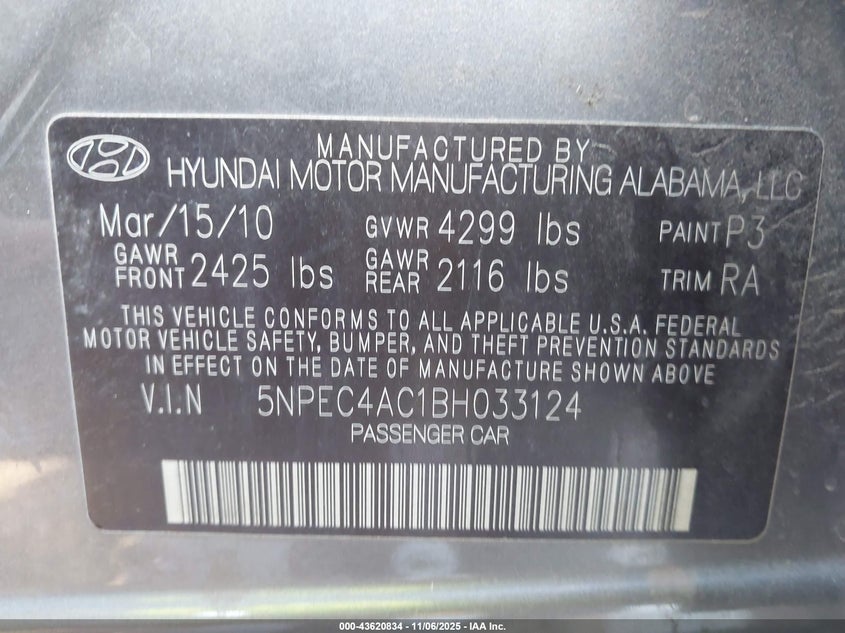 MANUFACTURED BY
HYUNDAI MOTOR MANUFACTURING ALABAMA, LLC
Mar/15/10 GVWR 4299 lbs PAINT P3
GAWR FRONT 2425 lbs GAWR REAR 2116 lbs TRIM RA
THIS VEHICLE CONFORMS TO ALL APPLICABLE U.S.A. FEDERAL
MOTOR VEHICLE SAFETY, BUMPER, AND THEFT PREVENTION STANDARDS
IN EFFECT ON THE DATE OF MANUFACTURE SHOWN ABOVE
V.I.N 5NPEC4AC1BH033124
PASSENGER CAR
000-43620834 - 11/06/2025 - IAA Inc.